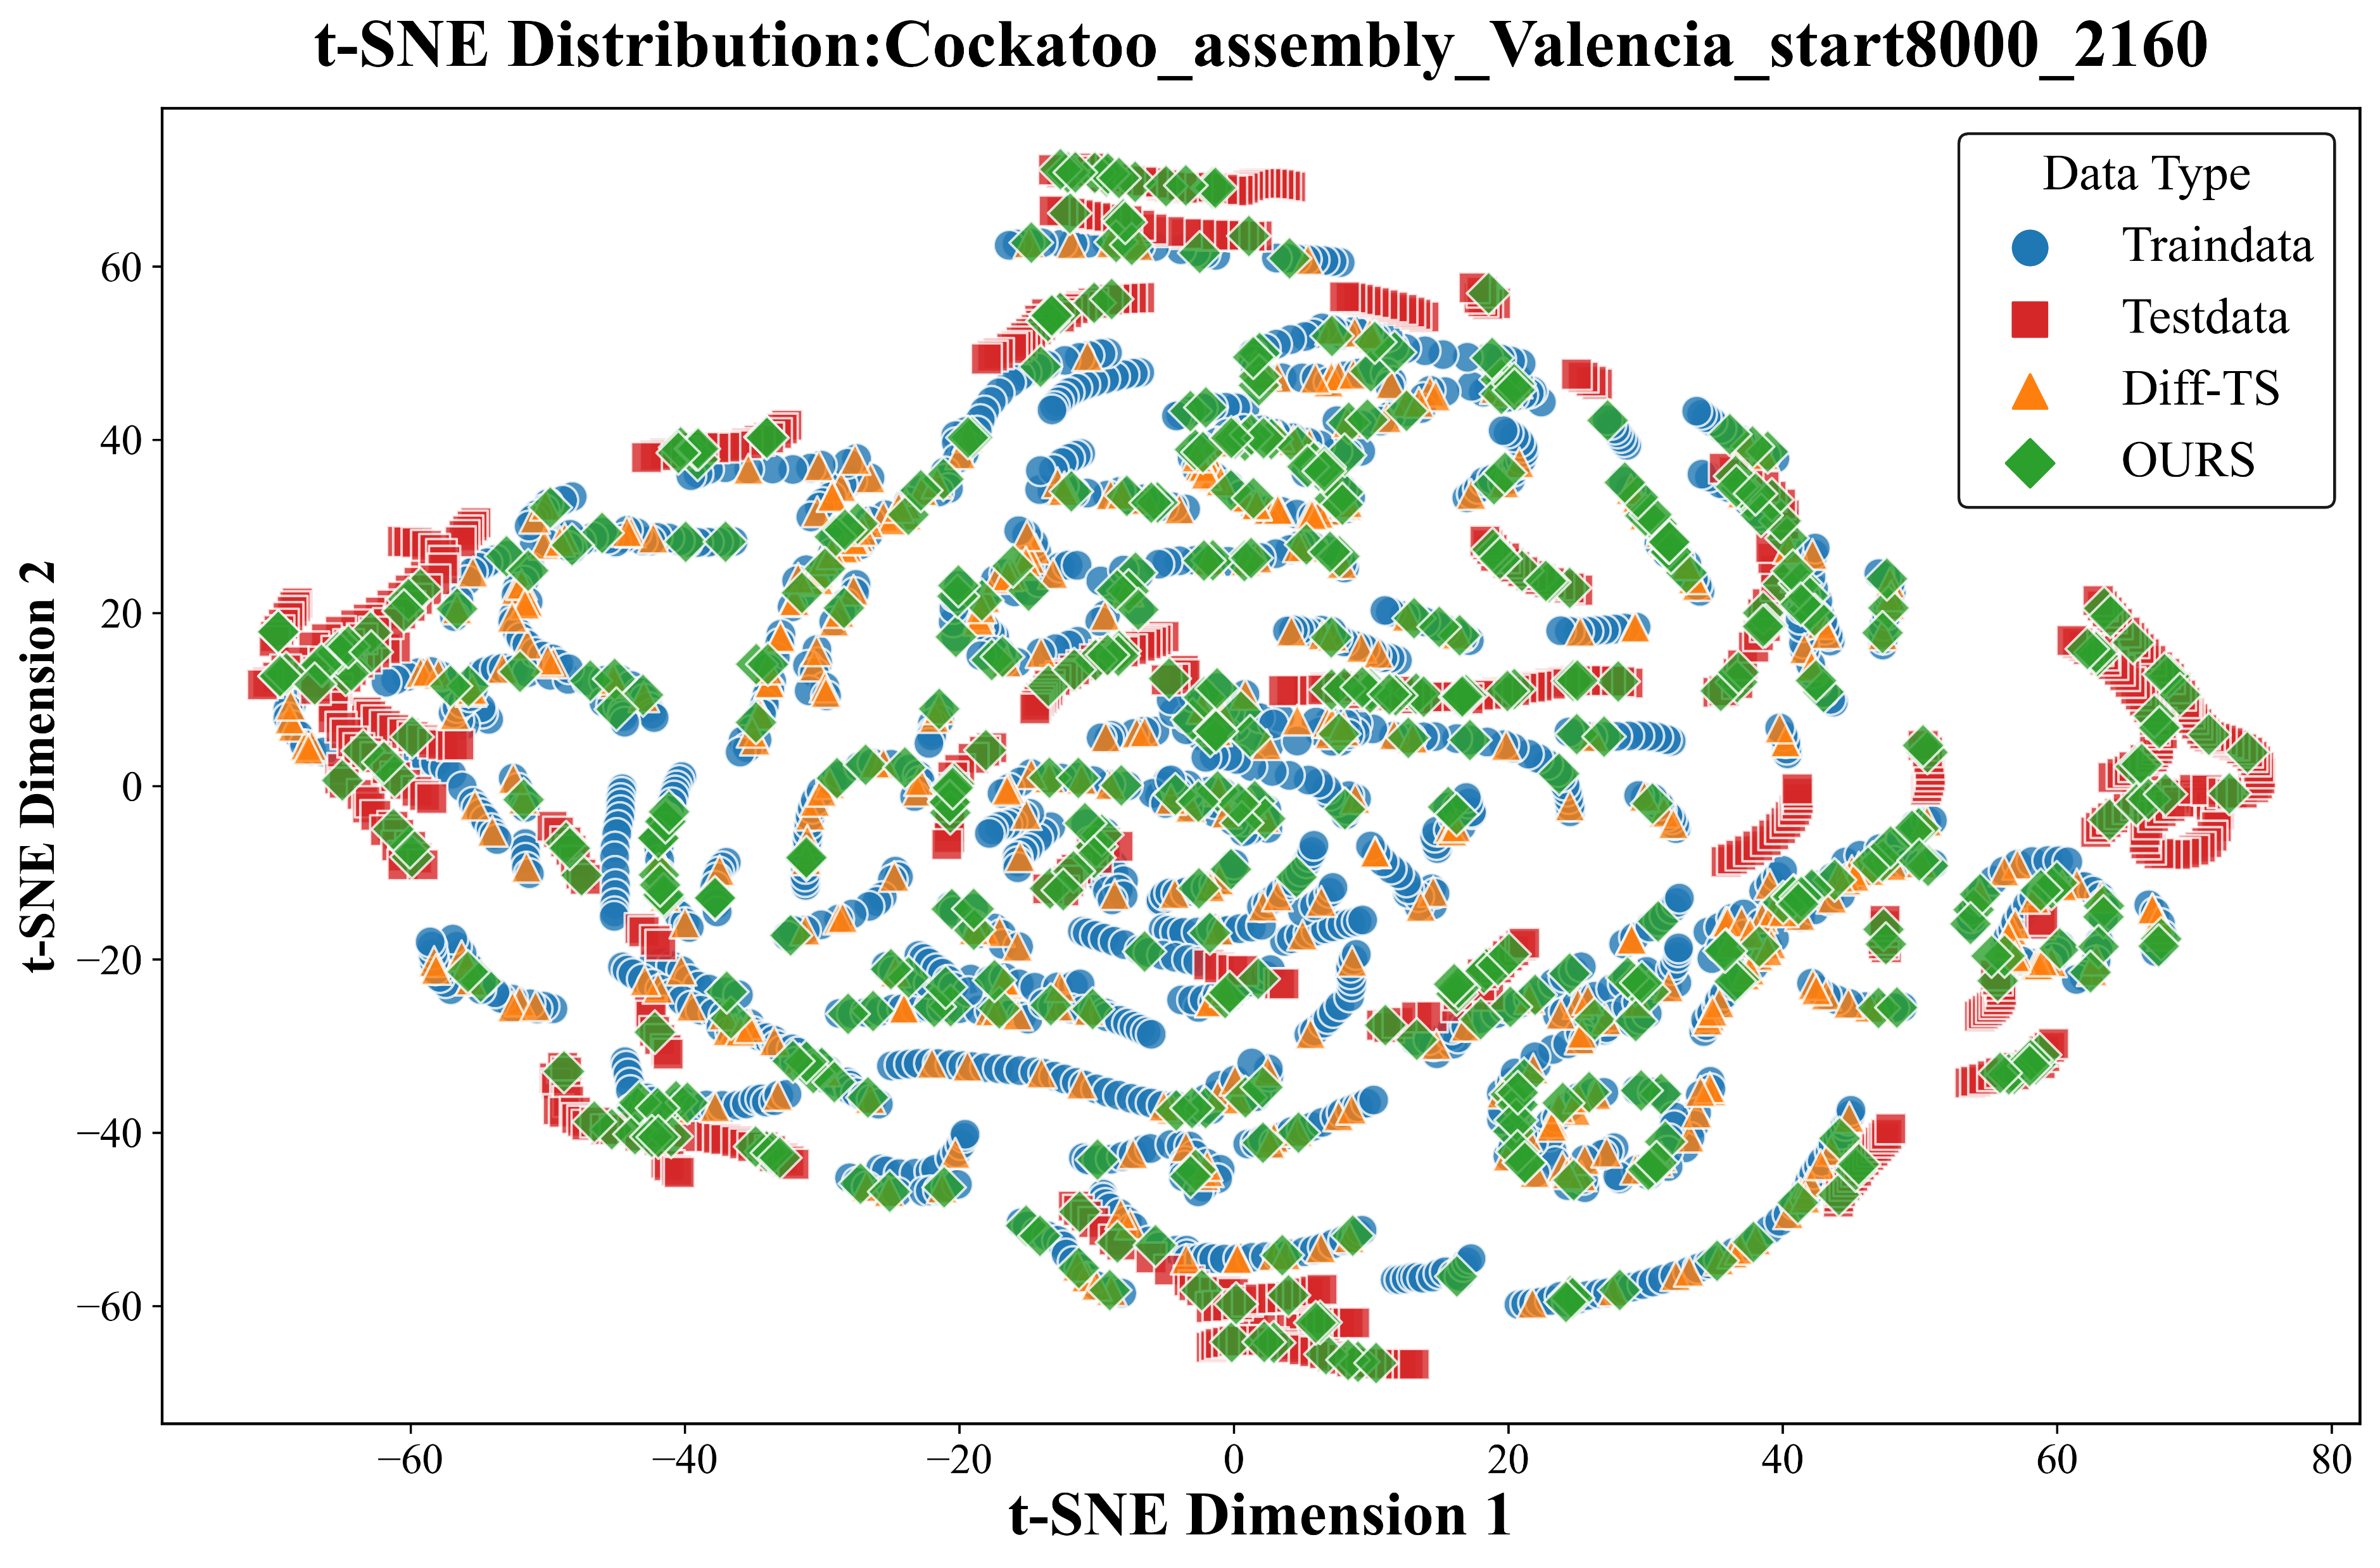 t-SNE Distribution:Cockatoo_assembly_Valencia_start8000_2160
Data Type
Traindata
Testdata
Diff-TS
OURS
t-SNE Dimension 2
60
40
20
0
−20
−40
−60
−60
−40
−20
0
20
40
60
80
t-SNE Dimension 1